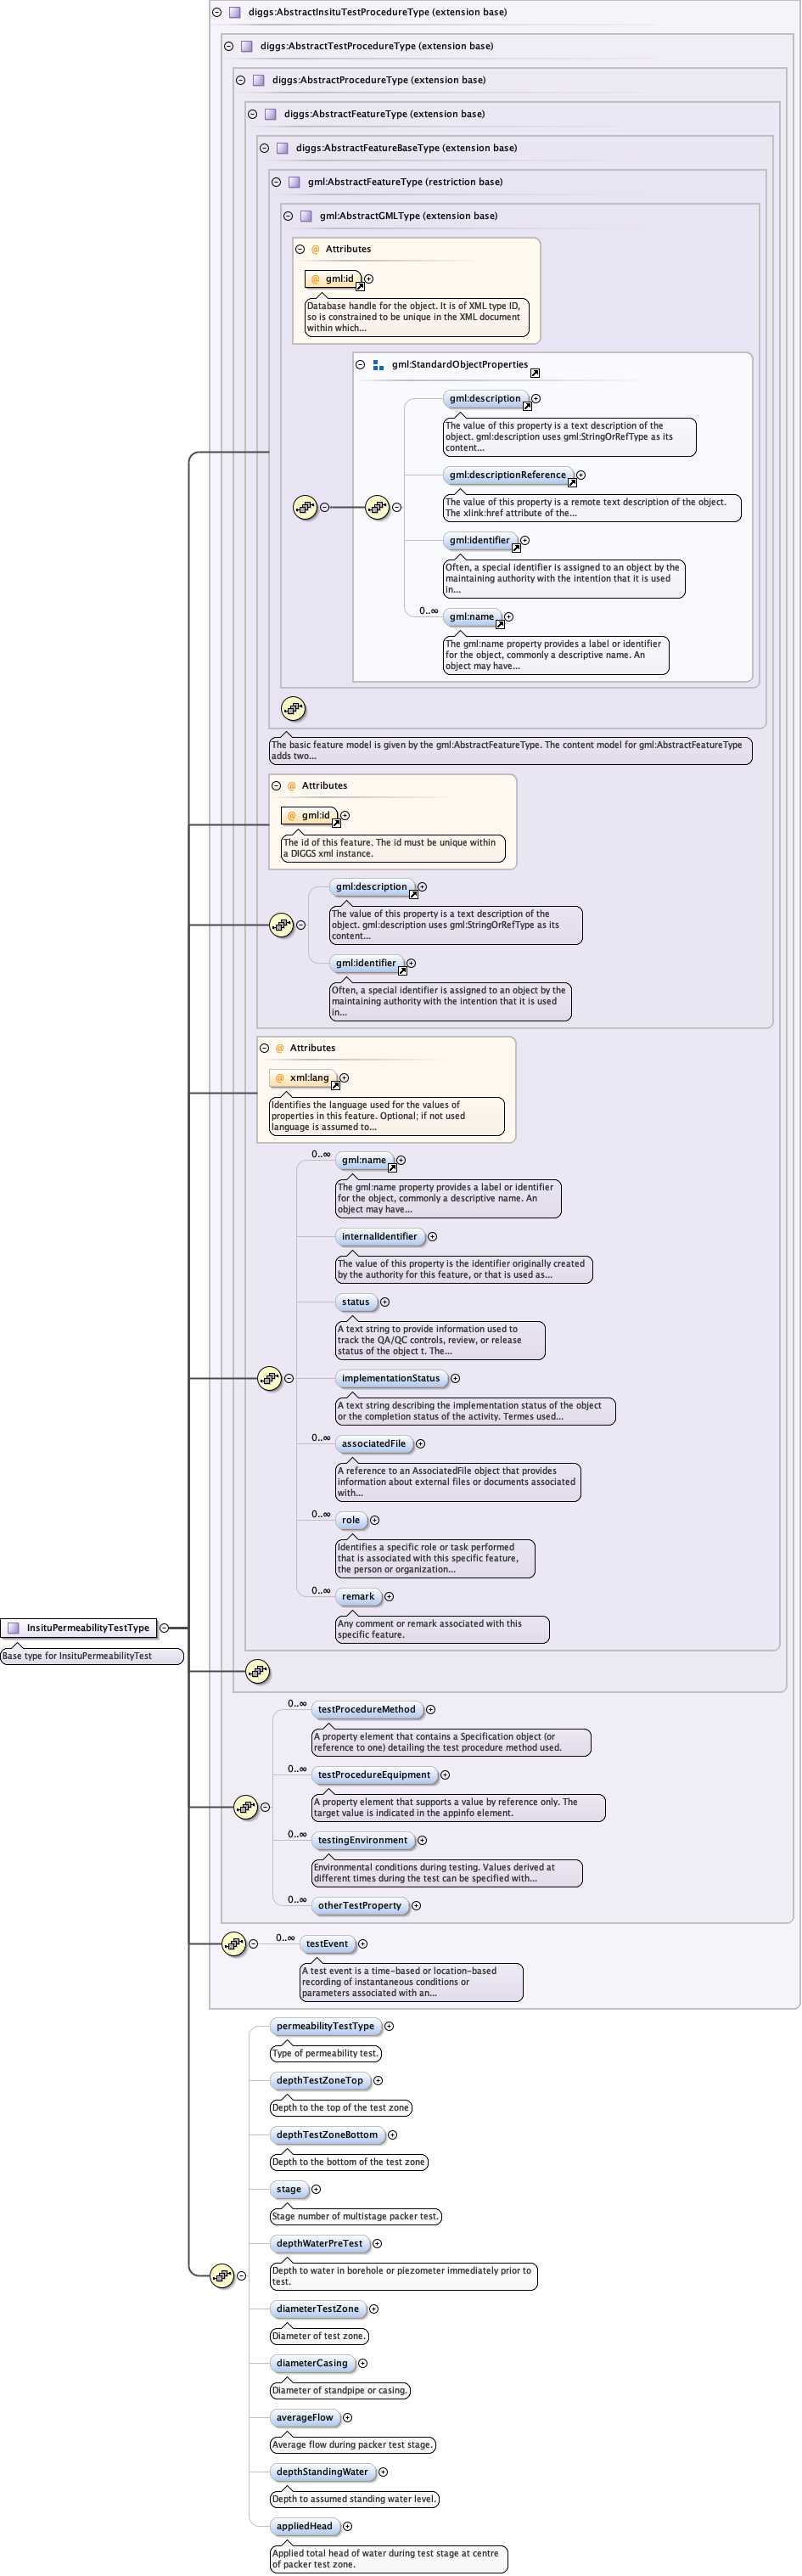 diggs:AbstractInsituTestProcedureType (extension base)
diggs:AbstractTestProcedureType (extension base)
diggs:AbstractProcedureType (extension base)
diggs:AbstractFeatureType (extension base)
diggs:AbstractFeatureBaseType (extension base)
gml:AbstractFeatureType (restriction base)
gml:AbstractGMLType (extension base)
@ Attributes
@ gml:id
Database handle for the object. It is of XML type ID,
so is constrained to be unique in the XML document
within which...
gml:StandardObjectProperties
gml:description
The value of this property is a text description of the
object. gml:description uses gml:StringOrRefType as its
content...
gml:descriptionReference
The value of this property is a remote text description of the object.
The xlink:href attribute of the...
gml:identifier
Often, a special identifier is assigned to an object by the
maintaining authority with the intention that it is used
in...
0..∞ gml:name
The gml:name property provides a label or identifier
for the object, commonly a descriptive name. An
object may have...
The basic feature model is given by the gml:AbstractFeatureType. The content model for gml:AbstractFeatureType
adds two...
@ Attributes
@ gml:id
The id of this feature. The id must be unique within
a DIGGS xml instance.
gml:description
The value of this property is a text description of the
object. gml:description uses gml:StringOrRefType as its
content...
gml:identifier
Often, a special identifier is assigned to an object by the
maintaining authority with the intention that it is used
in...
@ Attributes
@ xml:lang
Identifies the language used for the values of
properties in this feature. Optional; if not used
language is assumed to...
0..∞ gml:name
The gml:name property provides a label or identifier
for the object, commonly a descriptive name. An
object may have...
internalIdentifier
The value of this property is the identifier originally created
by the authority for this feature, or that is used as...
status
A text string to provide information used to
track the QA/QC controls, review, or release
status of the object t. The...
implementationStatus
A text string describing the implementation status of the object
or the completion status of the activity. Termes used...
0..∞ associatedFile
A reference to an AssociatedFile object that provides
information about external files or documents associated
with...
0..∞ role
Identifies a specific role or task performed
that is associated with this specific feature,
the person or organization...
0..∞ remark
Any comment or remark associated with this
specific feature.
InsituPermeabilityTestType
Base type for InsituPermeabilityTest
0..∞ testProcedureMethod
A property element that contains a Specification object (or
reference to one) detailing the test procedure method used.
0..∞ testProcedureEquipment
A property element that supports a value by reference only. The
target value is indicated in the appinfo element.
0..∞ testingEnvironment
Environmental conditions during testing. Values derived at
different times during the test can be specified with...
0..∞ otherTestProperty
0..∞ testEvent
A test event is a time-based or location-based
recording of instantaneous conditions or
parameters associated with an...
permeabilityTestType
Type of permeability test.
depthTestZoneTop
Depth to the top of the test zone
depthTestZoneBottom
Depth to the bottom of the test zone
stage
Stage number of multistage packer test.
depthWaterPreTest
Depth to water in borehole or piezometer immediately prior to
test.
diameterTestZone
Diameter of test zone.
diameterCasing
Diameter of standpipe or casing.
averageFlow
Average flow during packer test stage.
depthStandingWater
Depth to assumed standing water level.
appliedHead
Applied total head of water during test stage at centre
of packer test zone.